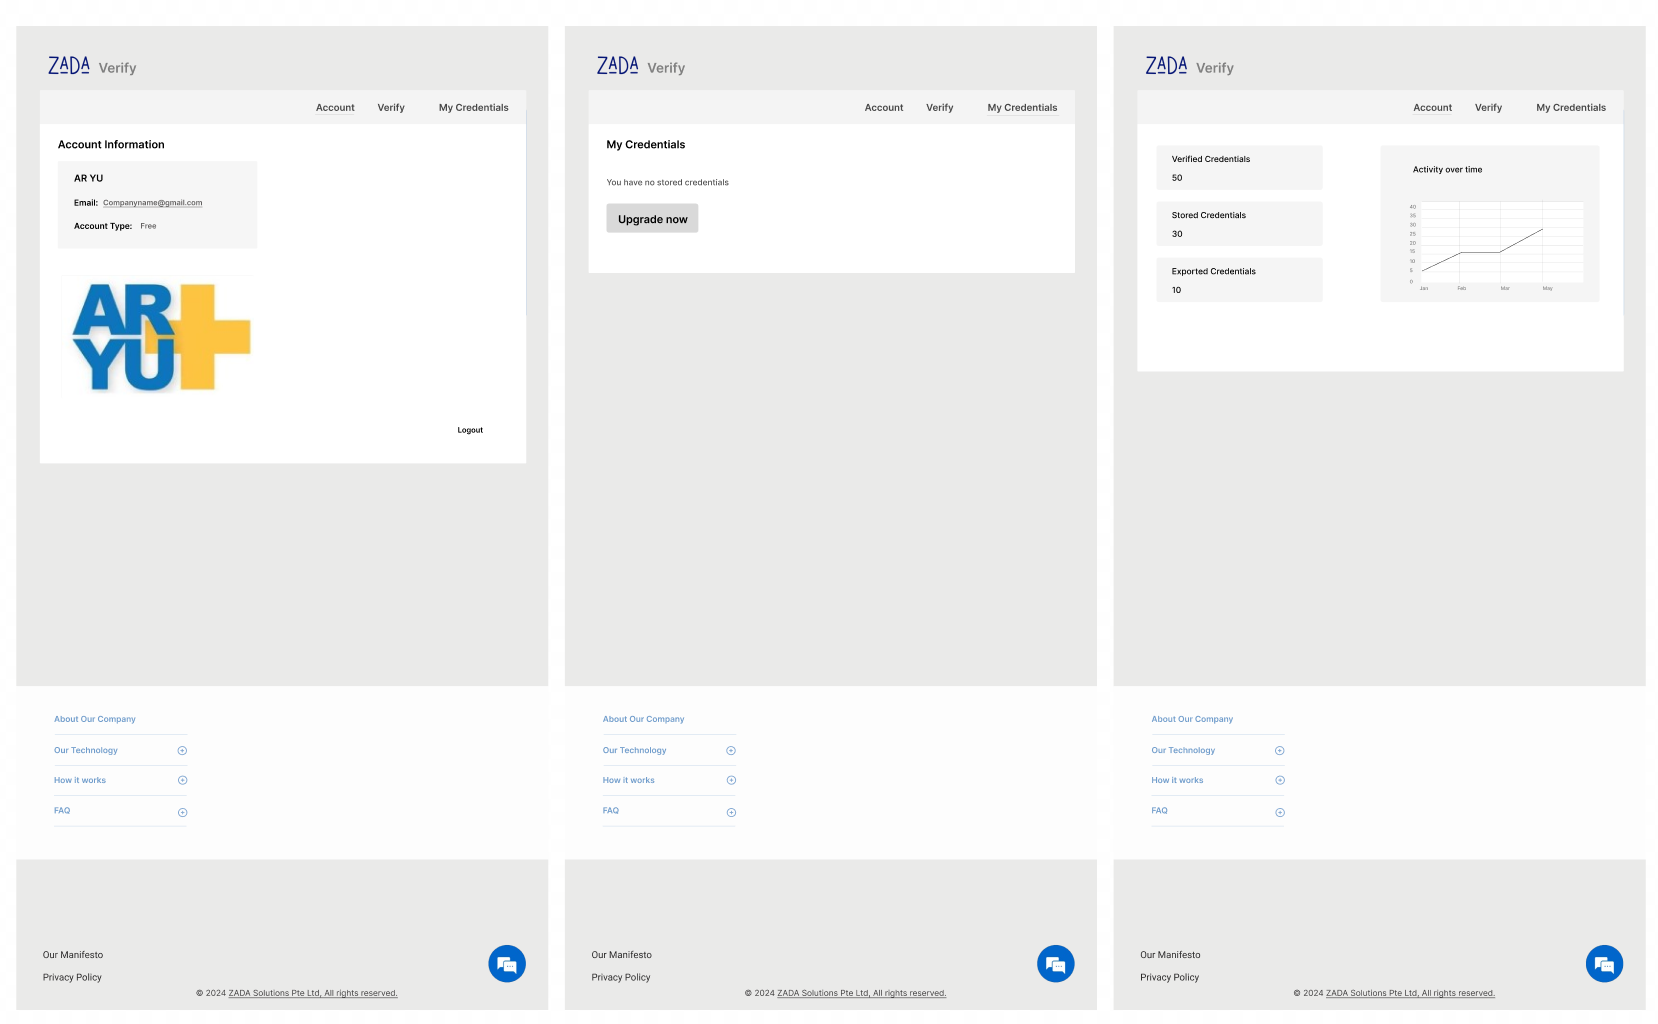 ZADA Verify
Account Verify My Credentials
Account Information
AR YU
Email: Companyname@gmail.com
Account Type: Free
AR
YU
Logout
About Our Company
Our Technology
How it works
FAQ
Our Manifesto
Privacy Policy
© 2024 ZADA Solutions Pte Ltd, All rights reserved.
ZADA Verify
Account Verify My Credentials
My Credentials
You have no stored credentials
Upgrade now
About Our Company
Our Technology
How it works
FAQ
Our Manifesto
Privacy Policy
© 2024 ZADA Solutions Pte Ltd, All rights reserved.
ZADA Verify
Account Verify My Credentials
Verified Credentials
50
Stored Credentials
30
Exported Credentials
10
Activity over time
40
35
30
25
20
15
10
5
0
Jan Feb Mar May
About Our Company
Our Technology
How it works
FAQ
Our Manifesto
Privacy Policy
© 2024 ZADA Solutions Pte Ltd, All rights reserved.